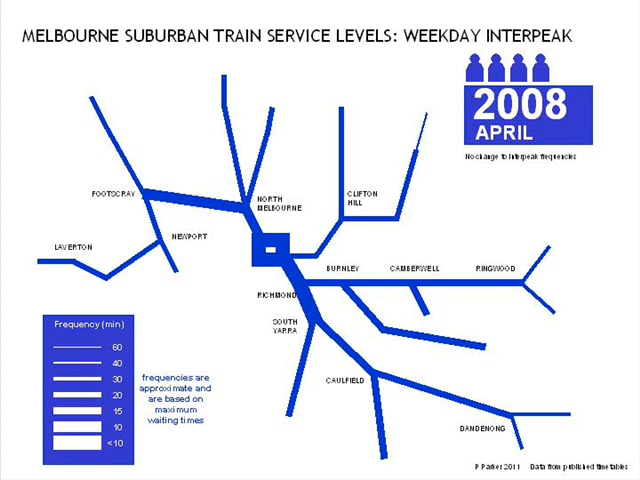 MELBOURNE SUBURBAN TRAIN SERVICE LEVELS: WEEKDAY INTERPEAK
2008
APRIL
No change to interpeak frequencies
FOOTSCRAY
NORTH
MELBOURNE
CLIFTON
HILL
NEWPORT
LAVERTON
BURNLEY
CAMBERWELL
RINGWOOD
RICHMOND
SOUTH
YARRA
CAULFIELD
DANDENONG
Frequency (min)
60
40
30
20
15
10
<10
frequencies are
approximate and
are based on
maximum
waiting times
P Parker 2011 Data from published timetables